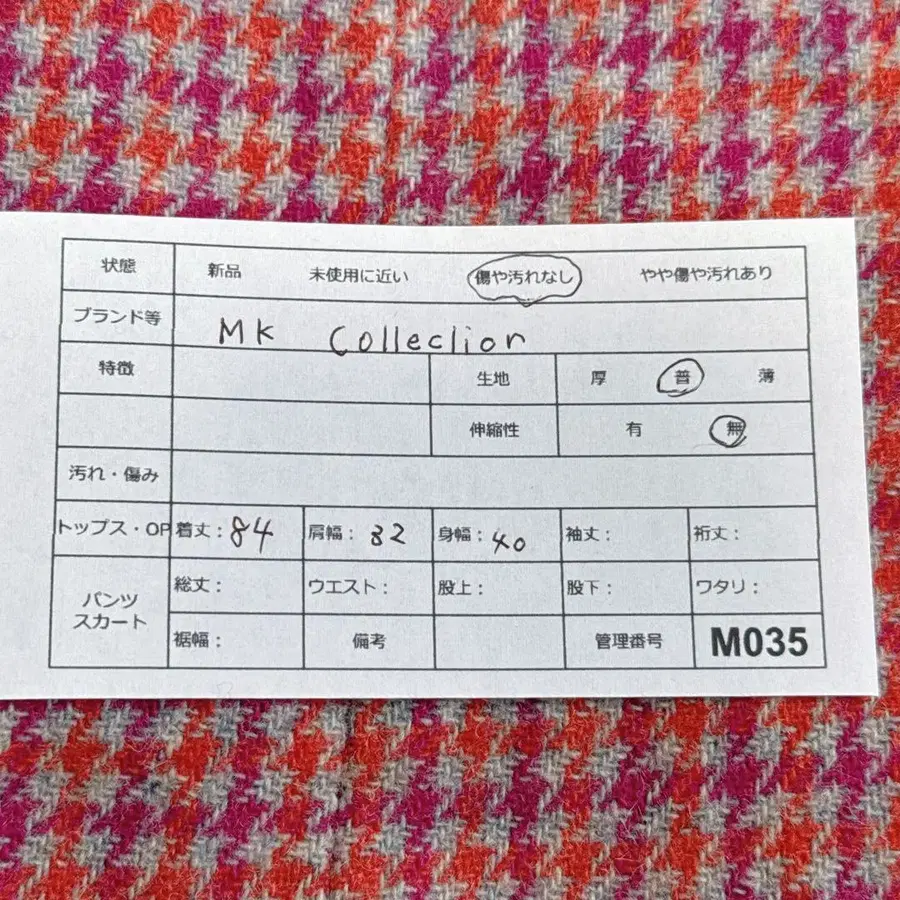 状態 新品 未使用に近い 傷や汚れなし やや傷や汚れあり
ブランド等 MK Collection
特徴 生地 厚 普 薄
伸縮性 有 無
汚れ・傷み
トップス・OP 着丈：84 肩幅：32 身幅：40 袖丈： 裄丈：
パンツ スカート 総丈： ウエスト： 股上： 股下： ワタリ：
裾幅： 備考 管理番号 M035